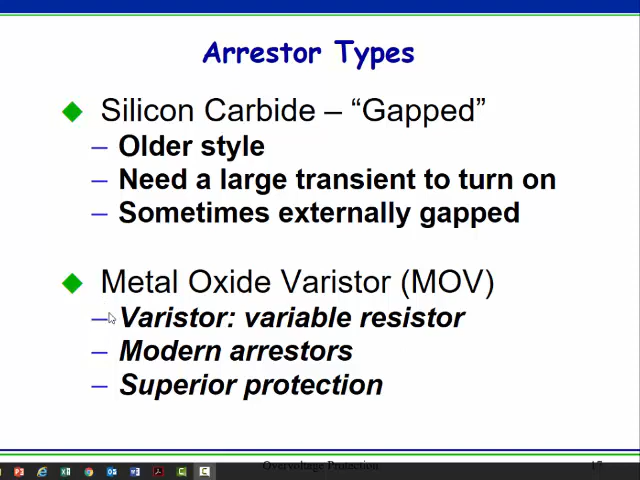 Arrestor Types
Silicon Carbide – “Gapped”
– Older style
– Need a large transient to turn on
– Sometimes externally gapped
Metal Oxide Varistor (MOV)
– Varistor: variable resistor
– Modern arrestors
– Superior protection
Overvoltage Protection
17